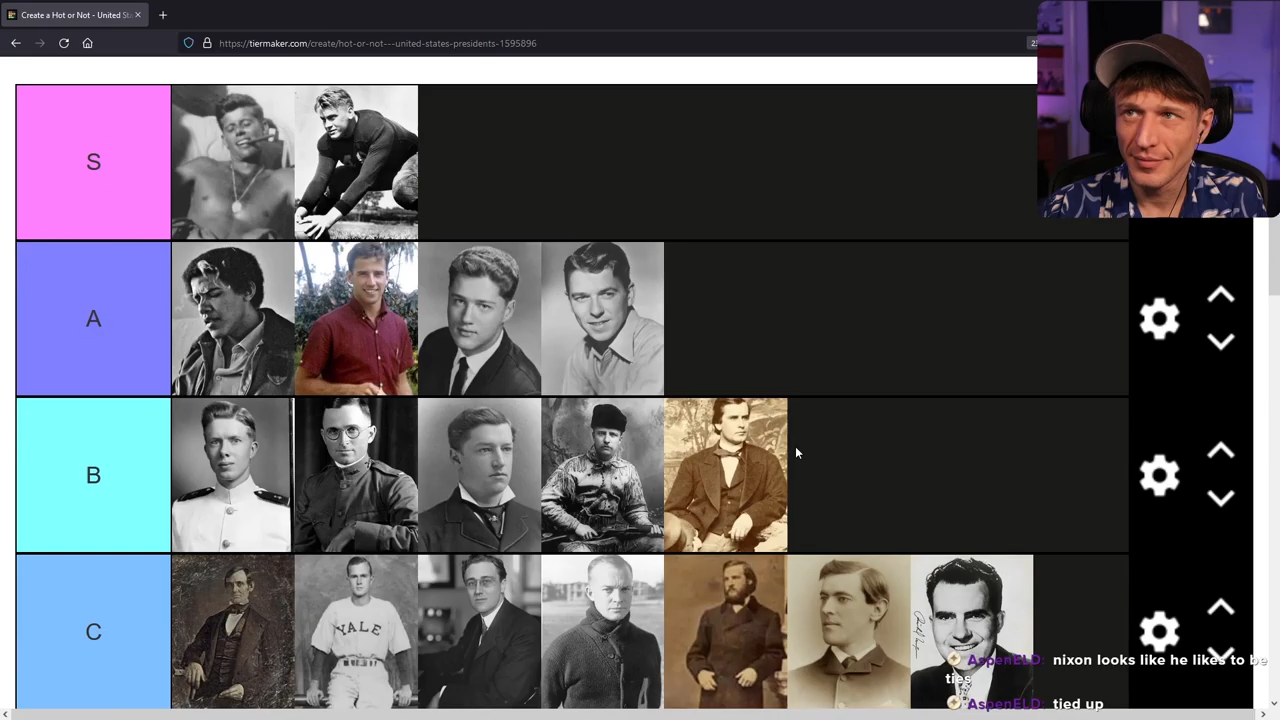 Create a Hot or Not - United St
https://tiermaker.com/create/hot-or-not---united-states-presidents-1595896
S
A
B
C
YALE
AspenELD: nixon looks like he likes to be
ties
AspenELD: tied up